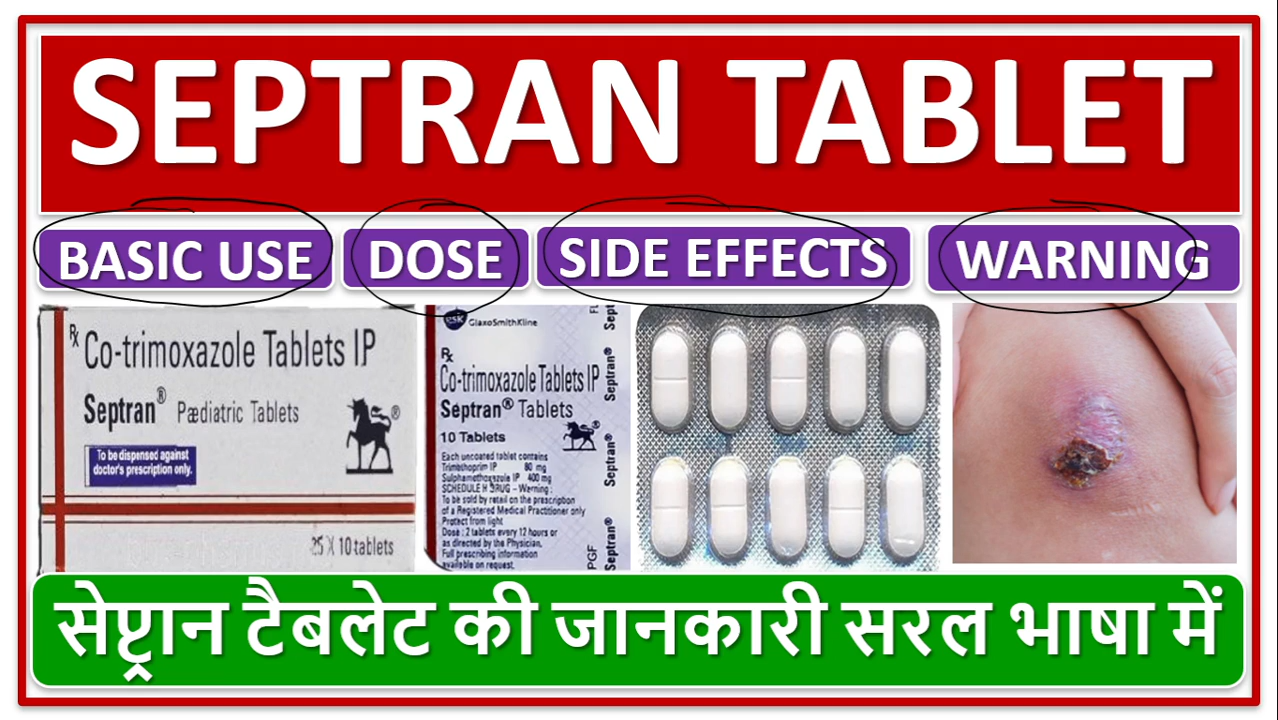 SEPTRAN TABLET
BASIC USE
DOSE
SIDE EFFECTS
WARNING
Rx Co-trimoxazole Tablets IP
Septran® Pædiatric Tablets
®
To be dispensed against
doctor's prescription only.
25 X 10 tablets
gsk GlaxoSmithKline
Rx
Co-trimoxazole Tablets IP
Septran® Tablets
10 Tablets
Each uncoated tablet contains
Trimethoprim IP 80 mg
Sulphamethoxazole IP 400 mg
SCHEDULE H DRUG - Warning :
To be sold by retail on the prescription
of a Registered Medical Practitioner only
Protect from light
Dose : 2 tablets every 12 hours or
as directed by the Physician.
Full prescribing information
available on request.
Septran®
Septran®
Septran®
PGF
सेप्ट्रान टैबलेट की जानकारी सरल भाषा में